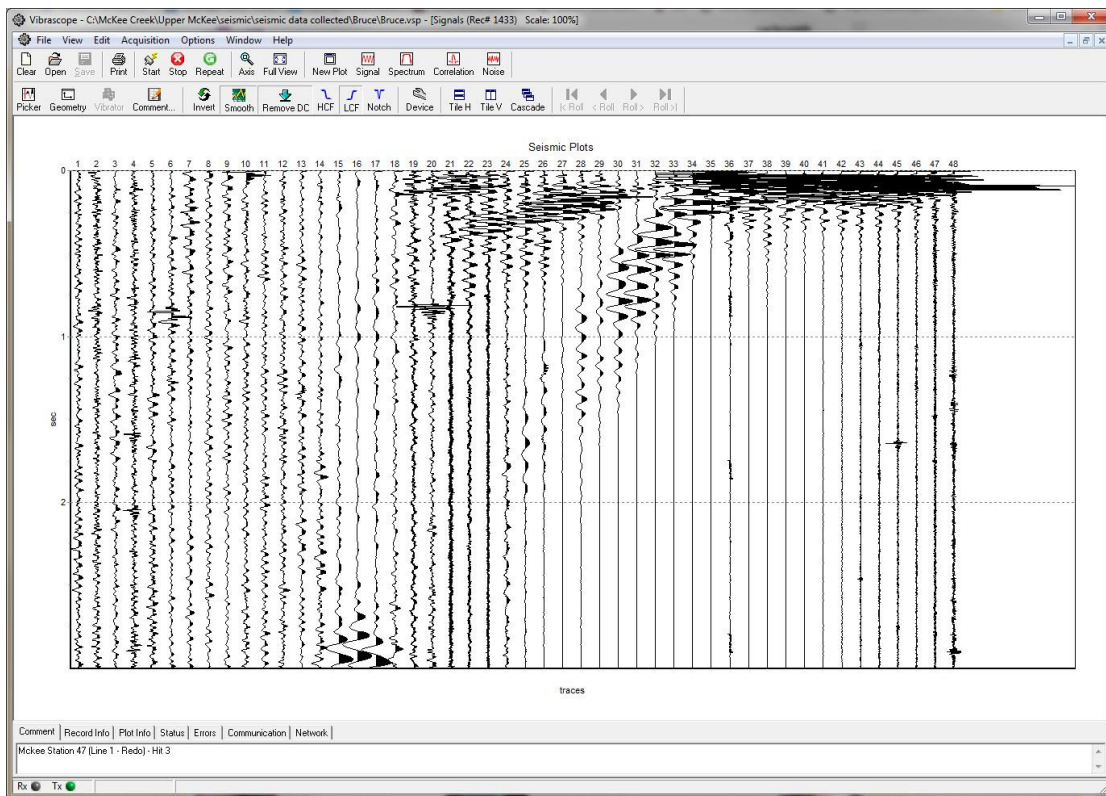 Vibrascope - C:\McKee Creek\Upper McKee\seismic\seismic data collected\Bruce\Bruce.vsp - [Signals (Rec# 1433) Scale: 100%]
File View Edit Acquisition Options Window Help
Clear Open Save Print Start Stop Repeat Axis Full View New Plot Signal Spectrum Correlation Noise
Picker Geometry Vibrator Comment... Invert Smooth Remove DC HCF LCF Notch Device Tile H Tile V Cascade |< Roll < Roll Roll > Roll >|
Seismic Plots
1 2 3 4 5 6 7 8 9 10 11 12 13 14 15 16 17 18 19 20 21 22 23 24 25 26 27 28 29 30 31 32 33 34 35 36 37 38 39 40 41 42 43 44 45 46 47 48
0
1
sec
2
traces
Comment Record Info Plot Info Status Errors Communication Network
Mckee Station 47 (Line 1 - Redo) - Hit 3
Rx Tx